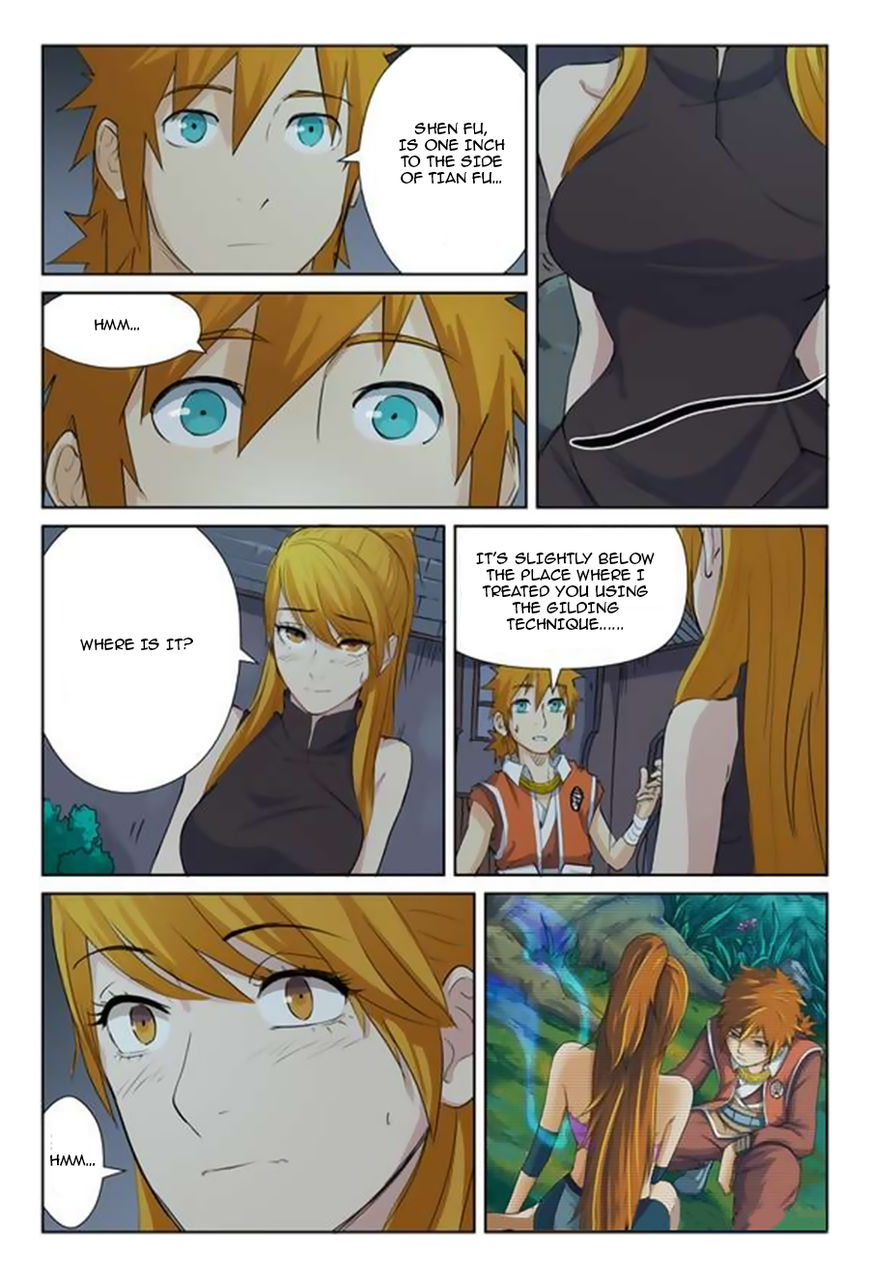 SHEN FU,
IS ONE INCH
TO THE SIDE
OF TIAN FU...
HMM...
WHERE IS IT?
IT'S SLIGHTLY BELOW
THE PLACE WHERE I
TREATED YOU USING
THE GILDING
TECHNIQUE......
HMM...